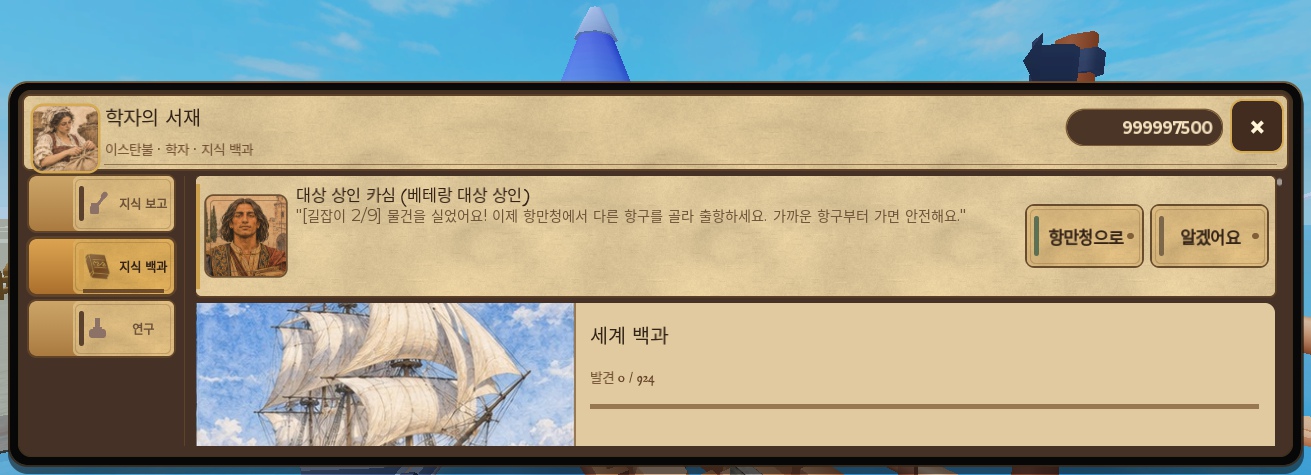 학자의 서재
이스탄불 · 학자 · 지식 백과
999997500
지식 보고
지식 백과
연구
대상 상인 카심 (베테랑 대상 상인)
"[길잡이 2/9] 물건을 실었어요! 이제 항만청에서 다른 항구를 골라 출항하세요. 가까운 항구부터 가면 안전해요."
항만청으로
알겠어요
세계 백과
발견 0 / 924